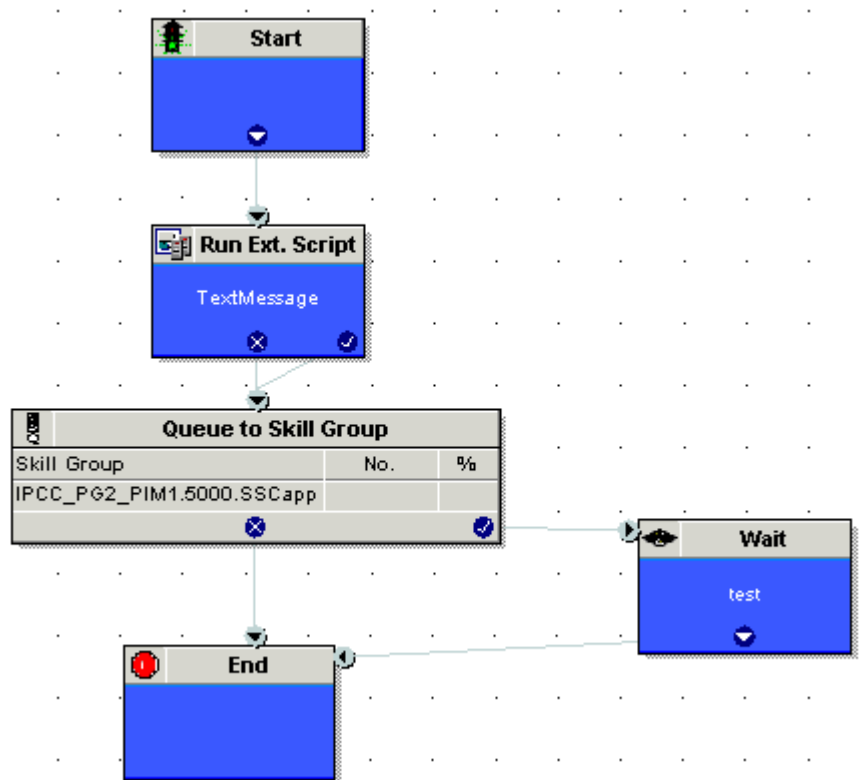 Start
Run Ext. Script
TextMessage
Queue to Skill Group
Skill Group No. %
IPCC_PG2_PIM1.5000.SSCapp
Wait
test
End